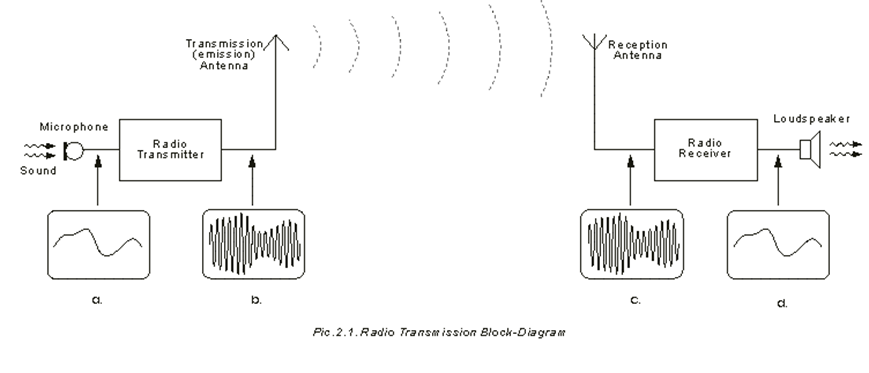 Transmission
(emission)
Antenna
Reception
Antenna
Microphone
Radio
Transmitter
Sound
Radio
Receiver
Loudspeaker
a.
b.
c.
d.
Pic.2.1. Radio Transmission Block-Diagram